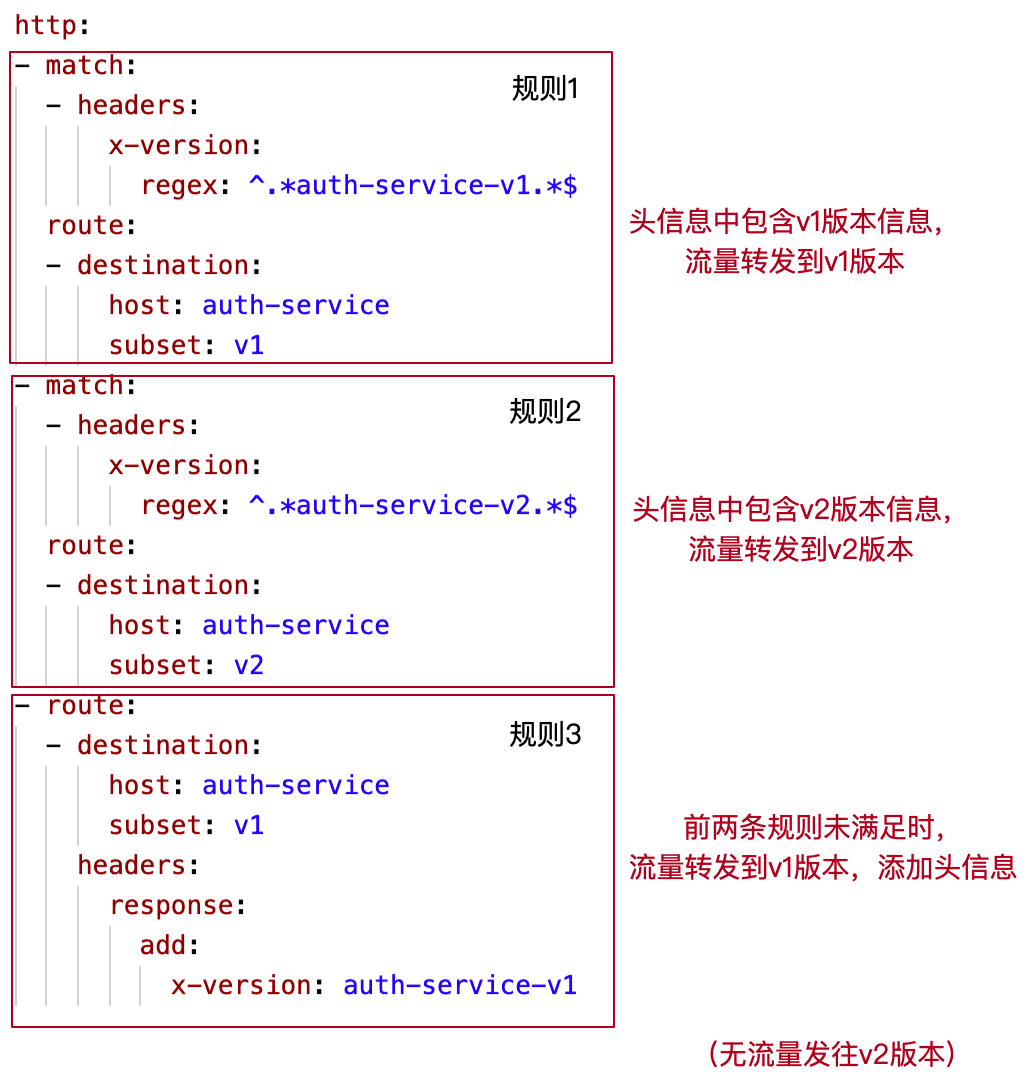 http:
- match:
规则1
  - headers:
      x-version:
        regex: ^.*auth-service-v1.*$
  route:
  - destination:
      host: auth-service
      subset: v1
头信息中包含v1版本信息，
流量转发到v1版本
- match:
规则2
  - headers:
      x-version:
        regex: ^.*auth-service-v2.*$
  route:
  - destination:
      host: auth-service
      subset: v2
头信息中包含v2版本信息，
流量转发到v2版本
- route:
规则3
  - destination:
      host: auth-service
      subset: v1
    headers:
      response:
        add:
          x-version: auth-service-v1
前两条规则未满足时，
流量转发到v1版本，添加头信息
（无流量发往v2版本）